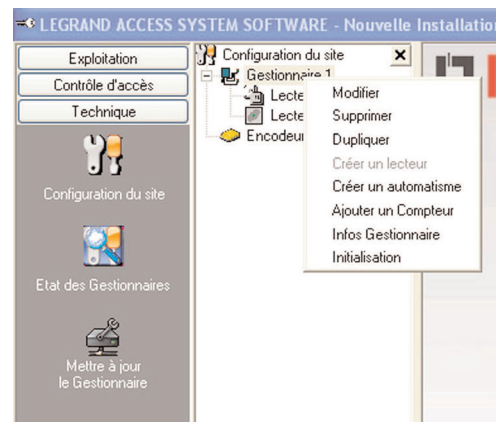 LEGRAND ACCESS SYSTEM SOFTWARE - Nouvelle Installation
Exploitation
Contrôle d'accès
Technique
Configuration du site
Etat des Gestionnaires
Mettre à jour
le Gestionnaire
Configuration du site
Gestionnaire 1
Lecte
Lecte
Encodeur
Modifier
Supprimer
Dupliquer
Créer un lecteur
Créer un automatisme
Ajouter un Compteur
Infos Gestionnaire
Initialisation